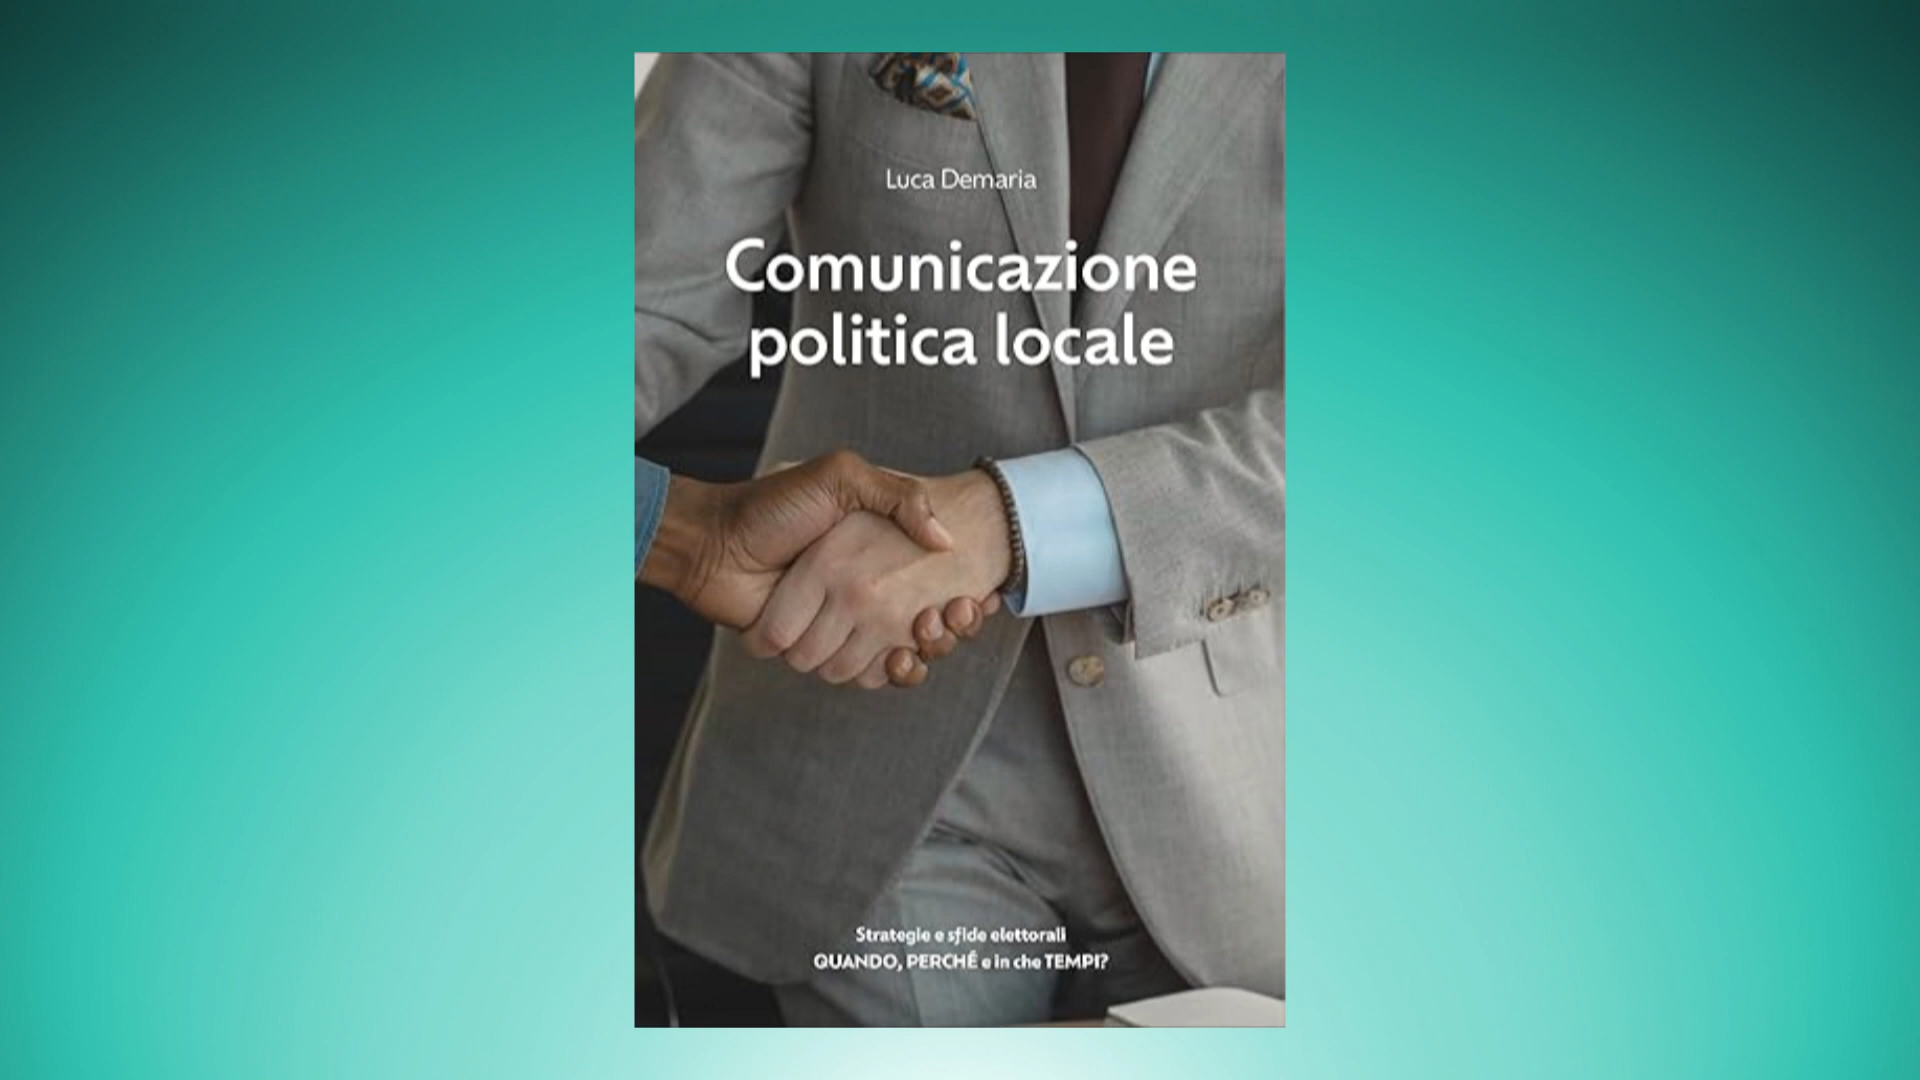 Luca Demaria
Comunicazione
politica locale
Strategie e sfide elettorali
QUANDO, PERCHÉ e in che TEMPI?